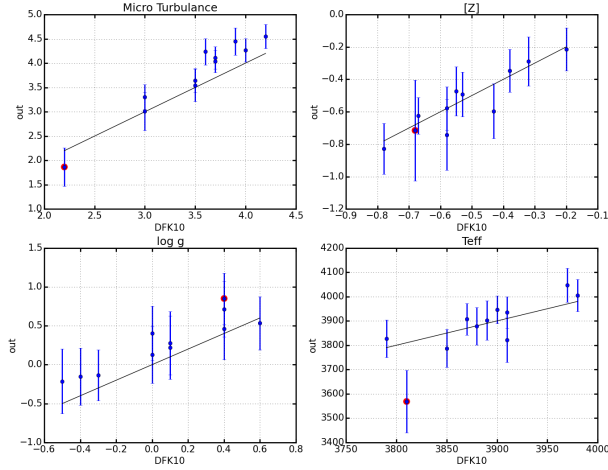 Micro Turbulance
5.0
4.5
4.0
3.5
3.0
2.5
2.0
1.5
1.0
out
2.0 2.5 3.0 3.5 4.0 4.5
DFK10
[Z]
0.0
−0.2
−0.4
−0.6
−0.8
−1.0
−1.2
out
−0.9 −0.8 −0.7 −0.6 −0.5 −0.4 −0.3 −0.2 −0.1
DFK10
log g
1.5
1.0
0.5
0.0
−0.5
−1.0
out
−0.6 −0.4 −0.2 0.0 0.2 0.4 0.6 0.8
DFK10
Teff
4200
4100
4000
3900
3800
3700
3600
3500
3400
out
3750 3800 3850 3900 3950 4000
DFK10